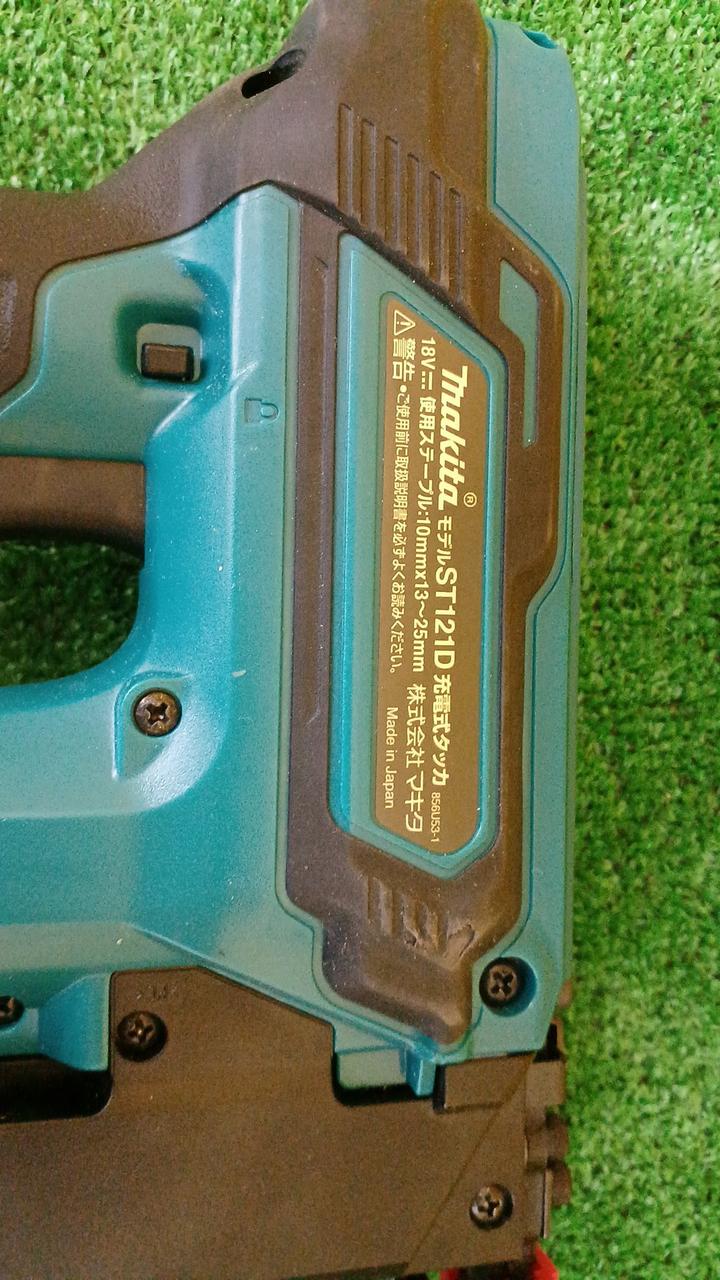 makita® モデルST121D 充電式タッカ 856U53-1
18V⎓ 使用ステープル:10mmx13～25mm 株式会社 マキタ
⚠警告 •ご使用前に取扱説明書を必ずよくお読みください。 Made in Japan